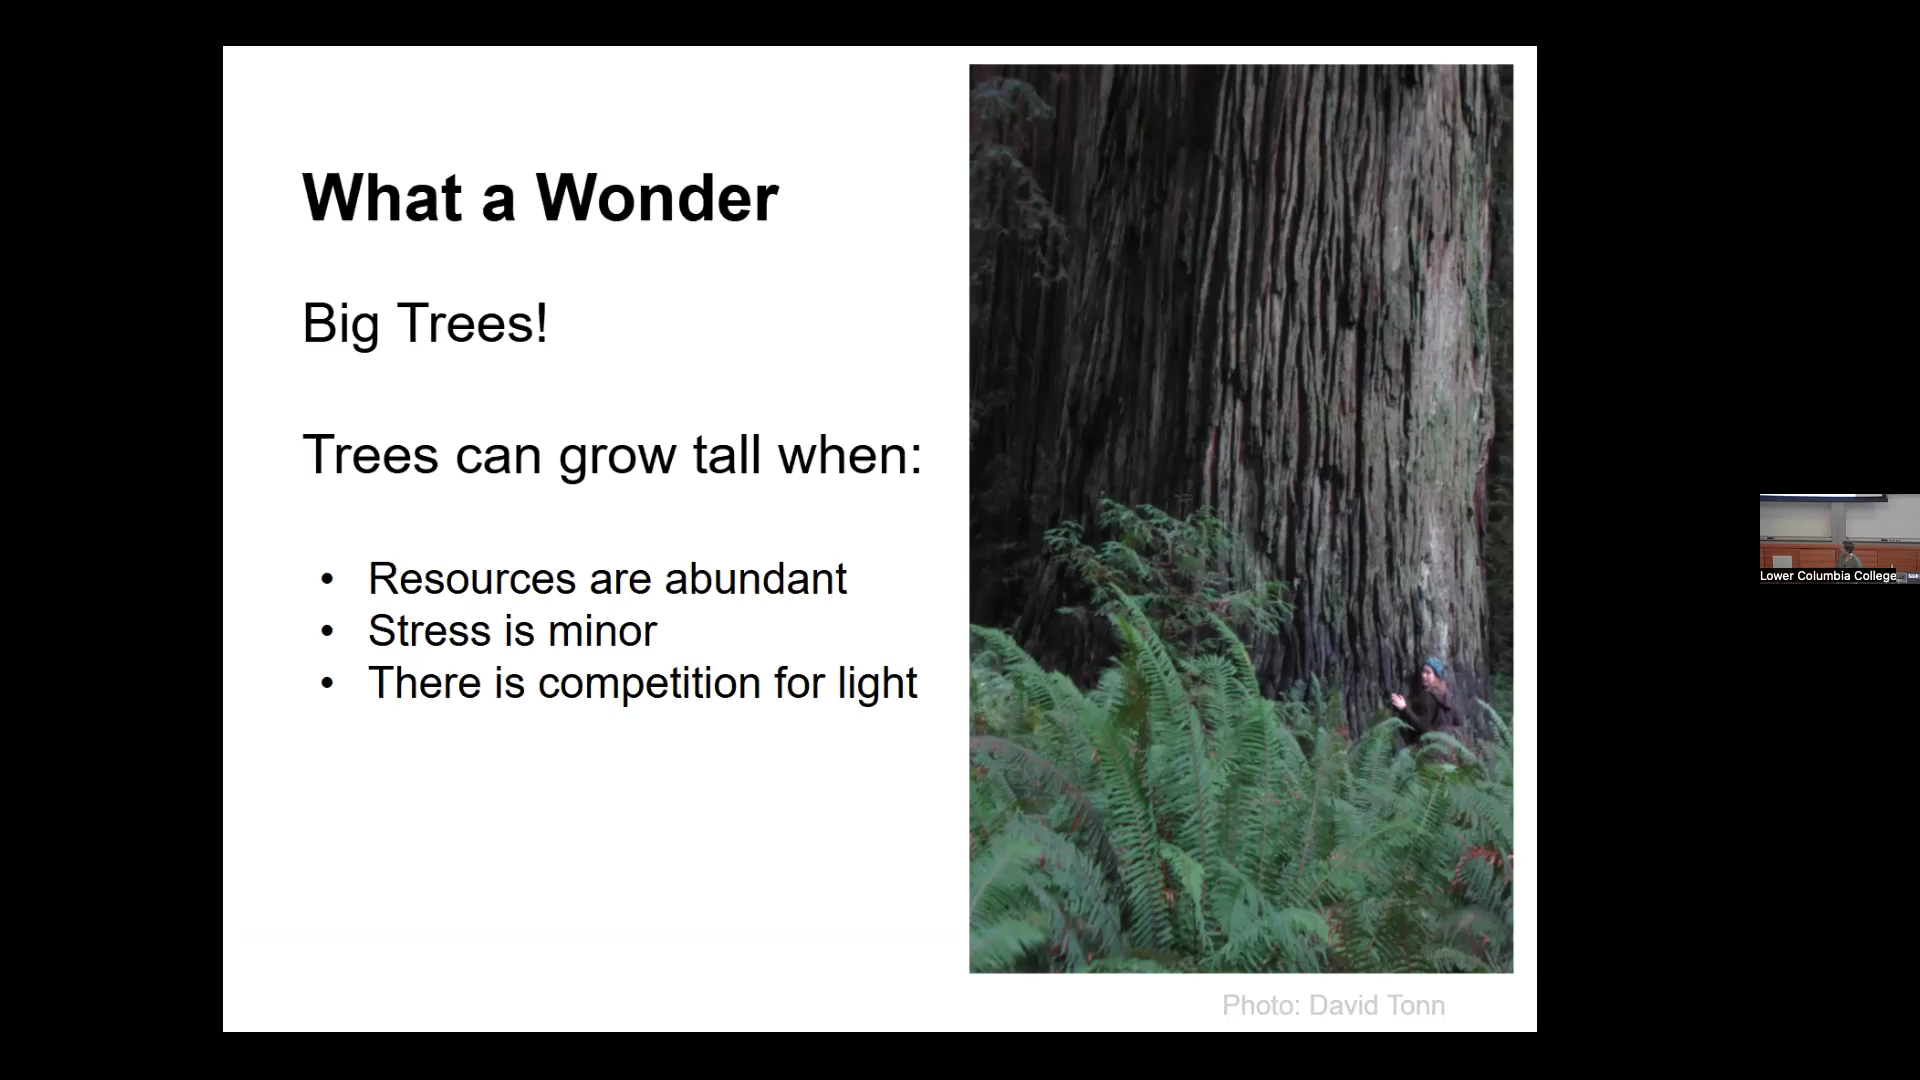 What a Wonder
Big Trees!
Trees can grow tall when:
• Resources are abundant
• Stress is minor
• There is competition for light
Photo: David Tonn
Lower Columbia College